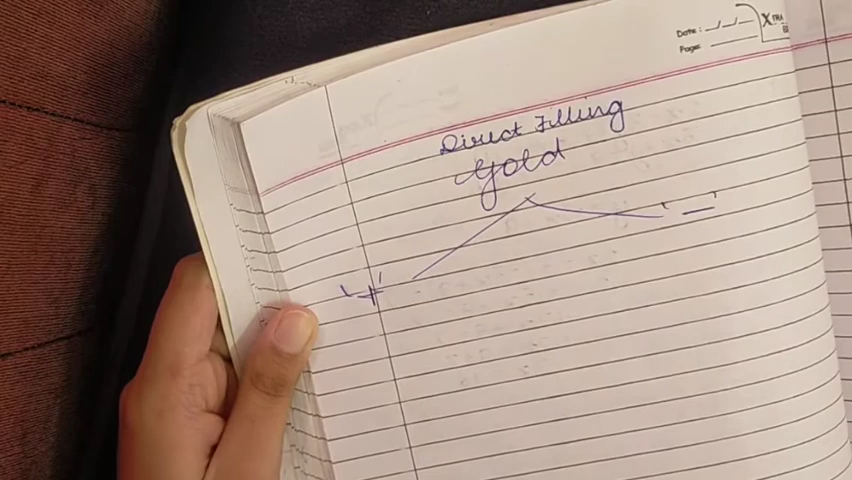 Date: _/_/_
Page:
Direct Filling
Gold
'+'
'—'